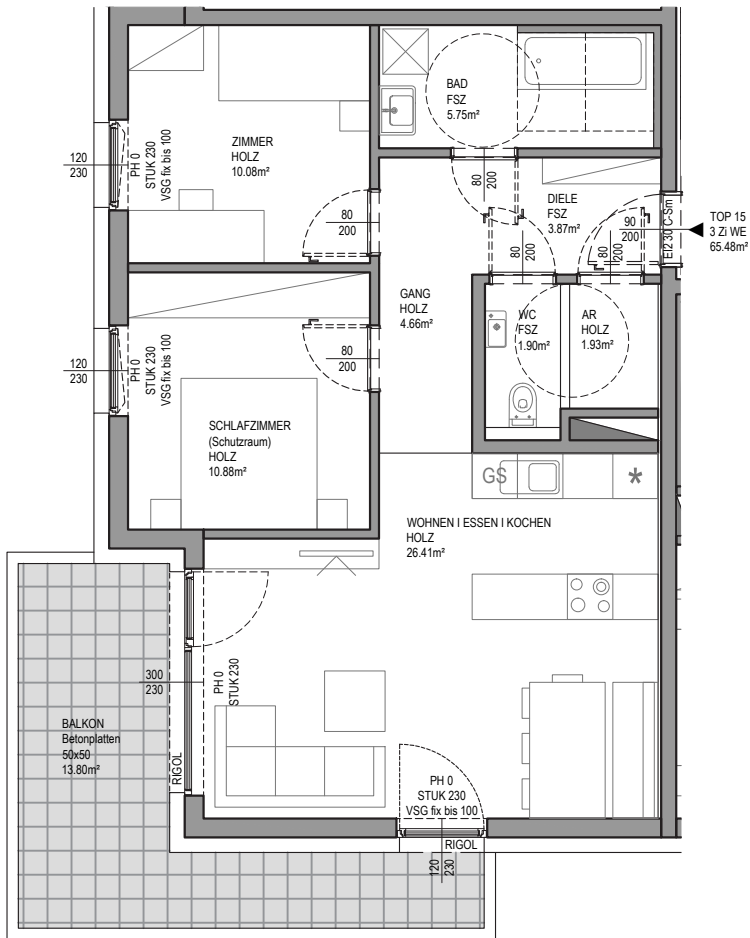 BAD
FSZ
5.75m²
ZIMMER
HOLZ
10.08m²
120
230
PH 0
STUK 230
VSG fix bis 100
80
200
80
200
DIELE
FSZ
3.87m²
90
200
80
200
EI2 30 C-Sm
TOP 15
3 Zi WE
65.48m²
GANG
HOLZ
4.66m²
WC
FSZ
1.90m²
AR
HOLZ
1.93m²
120
230
PH 0
STUK 230
VSG fix bis 100
80
200
SCHLAFZIMMER
(Schutzraum)
HOLZ
10.88m²
GS
*
WOHNEN I ESSEN I KOCHEN
HOLZ
26.41m²
300
230
PH 0
STUK 230
BALKON
Betonplatten
50x50
13.80m²
RIGOL
PH 0
STUK 230
VSG fix bis 100
RIGOL
120
230